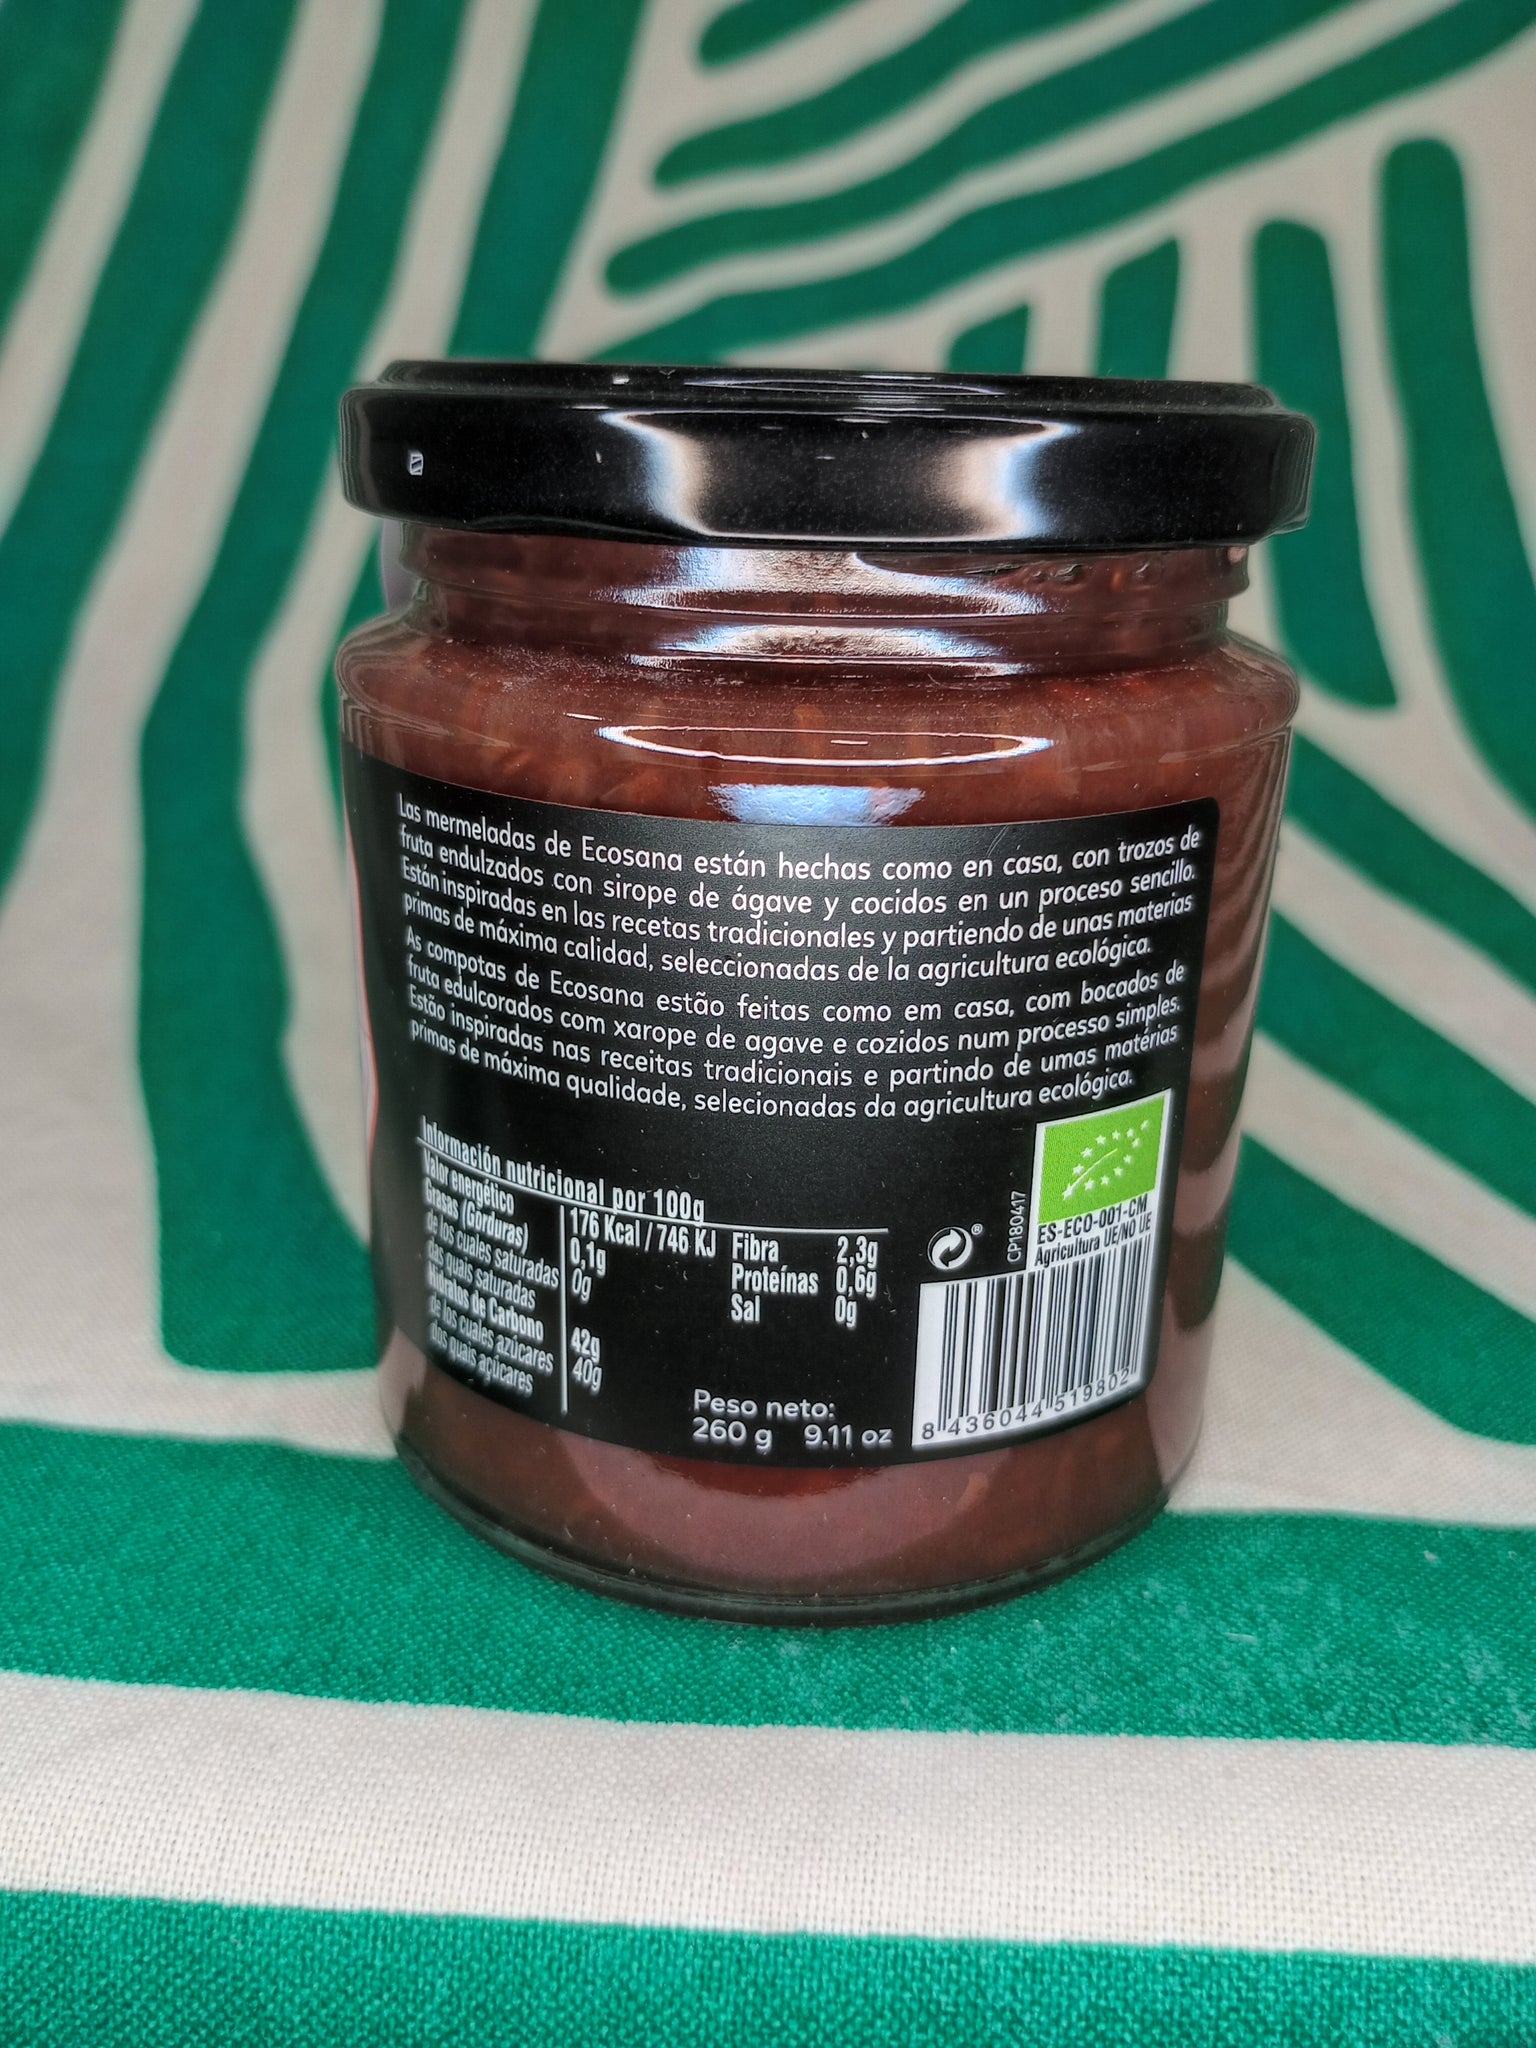 Las mermeladas de Ecosana están hechas como en casa, con trozos de
fruta endulzados con sirope de ágave y cocidos en un proceso sencillo.
Están inspiradas en las recetas tradicionales y partiendo de unas materias
primas de máxima calidad, seleccionadas de la agricultura ecológica.
As compotas de Ecosana estão feitas como em casa, com bocados de
fruta edulcorados com xarope de agave e cozidos num processo simples.
Estão inspiradas nas receitas tradicionais e partindo de umas matérias
primas de máxima qualidade, selecionadas da agricultura ecológica.
Información nutricional por 100g
Valor energético 176 Kcal / 746 KJ
Grasas (Gorduras) 0,1g
de los cuales saturadas 0g
das quais saturadas
Hidratos de Carbono 42g
de los cuales azúcares 40g
dos quais açúcares
Fibra 2,3g
Proteínas 0,6g
Sal 0g
Peso neto:
260 g 9.11 oz
CP180417
ES-ECO-001-CM
Agricultura UE/NO UE
8 436044 519802